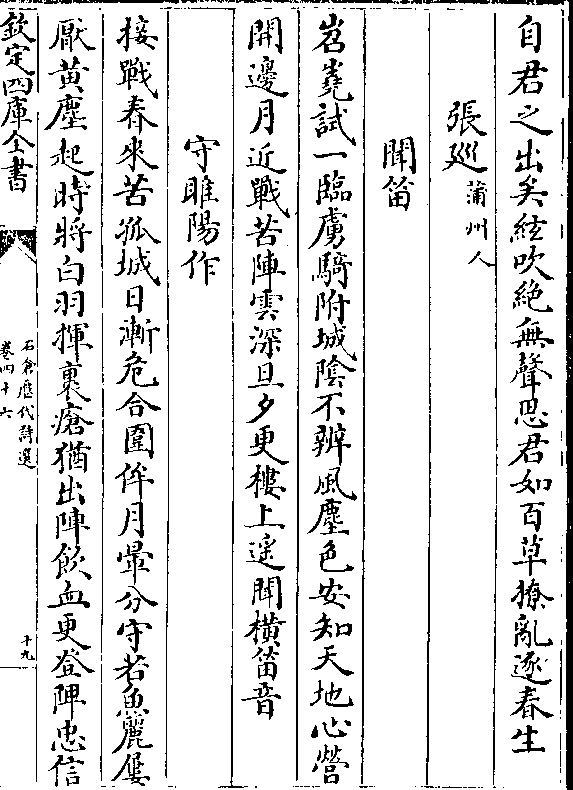 自君之出矣絃吹絶無聲思君如百草撩亂逐春生
張廵蒲州人
聞笛
岧嶤試一臨虜騎附城陰不辨風塵色安知天地心營
開邊月近戰苦陣雲深旦夕更樓上遥聞横笛音
守睢陽作
接戰春來苦孤城日漸危合圍侔月暈分守若魚麗屢
厭黄塵起時將白羽揮裹瘡猶出陣飲血更登陴忠信
欽定四庫全書
石倉歷代詩選
卷四十六
十九